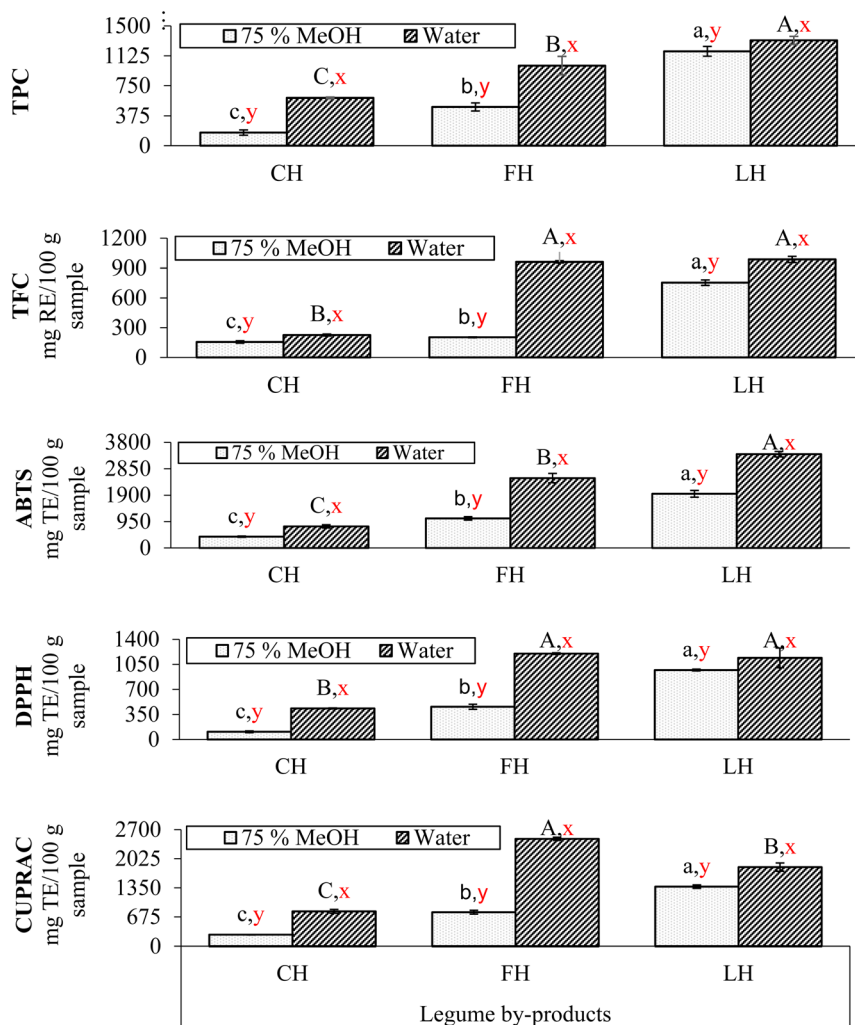 75 % MeOH Water
TPC
1500
1125
750
375
0
c,y C,x b,y B,x a,y A,x
CH FH LH
75 % MeOH Water
TFC
mg RE/100 g
sample
1200
900
600
300
0
c,y B,x b,y A,x a,y A,x
CH FH LH
75 % MeOH Water
ABTS
mg TE/100 g
sample
3800
2850
1900
950
0
c,y C,x b,y B,x a,y A,x
CH FH LH
75 % MeOH Water
DPPH
mg TE/100 g
sample
1400
1050
700
350
0
c,y B,x b,y A,x a,y A,x
CH FH LH
75 % MeOH Water
CUPRAC
mg TE/100 g
sample
2700
2025
1350
675
0
c,y C,x b,y A,x a,y B,x
CH FH LH
Legume by-products